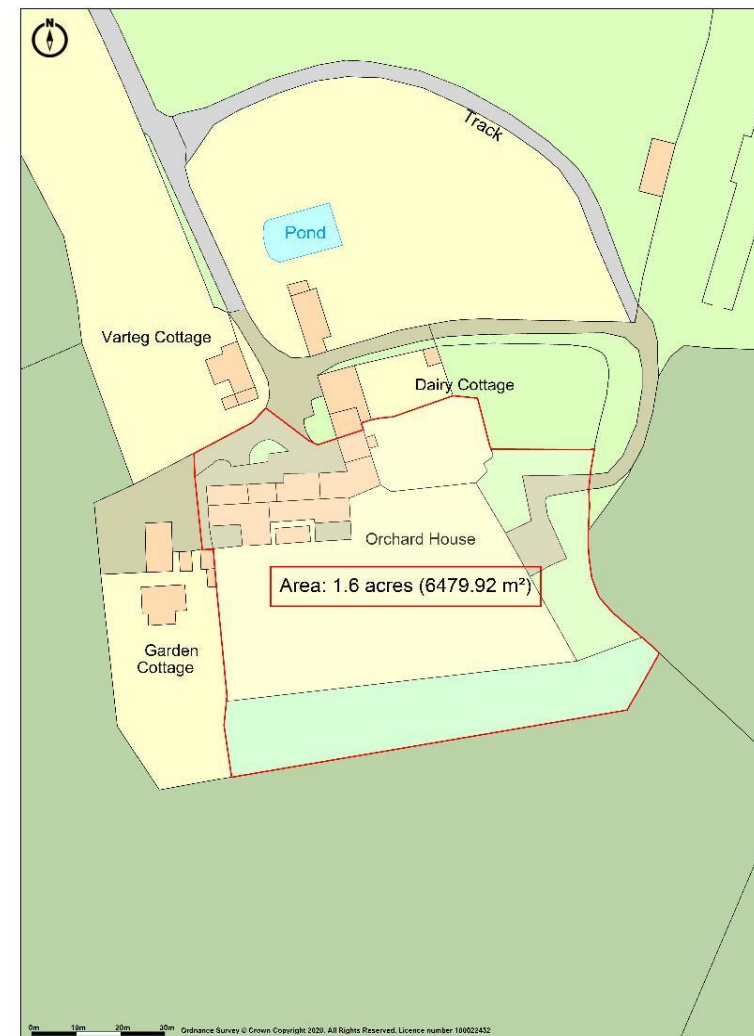 N
Track
Pond
Varteg Cottage
Dairy Cottage
Orchard House
Area: 1.6 acres (6479.92 m²)
Garden
Cottage
0m 10m 20m 30m Ordnance Survey © Crown Copyright 2020. All Rights Reserved. Licence number 100022432